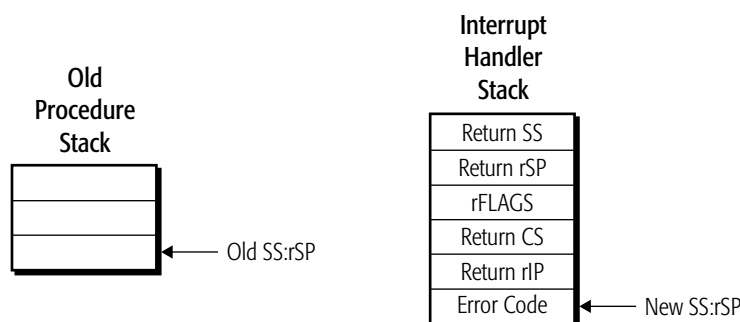 Old
Procedure
Stack
Old SS:rSP
Interrupt
Handler
Stack
Return SS
Return rSP
rFLAGS
Return CS
Return rIP
Error Code
New SS:rSP